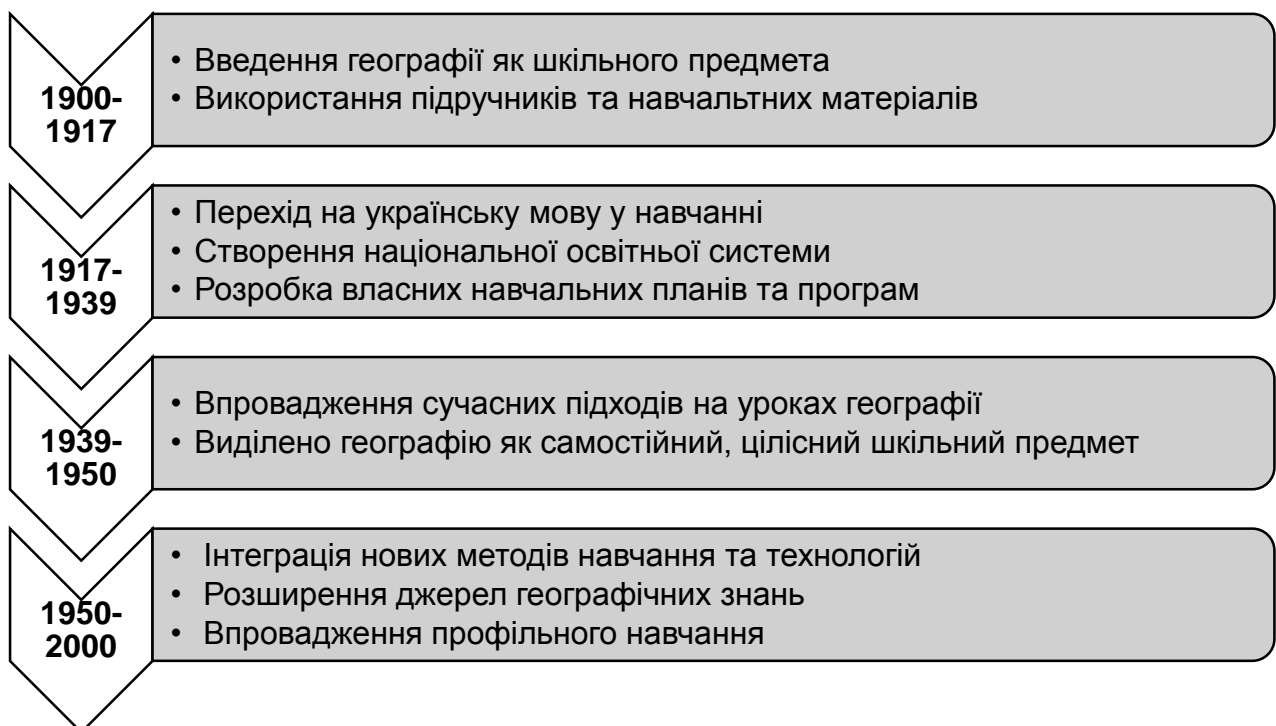 1900-
1917
• Введення географії як шкільного предмета
• Використання підручників та навчальтних матеріалів
1917-
1939
• Перехід на українську мову у навчанні
• Створення національної освітньої системи
• Розробка власних навчальних планів та програм
1939-
1950
• Впровадження сучасних підходів на уроках географії
• Виділено географію як самостійний, цілісний шкільний предмет
1950-
2000
• Інтеграція нових методів навчання та технологій
• Розширення джерел географічних знань
• Впровадження профільного навчання